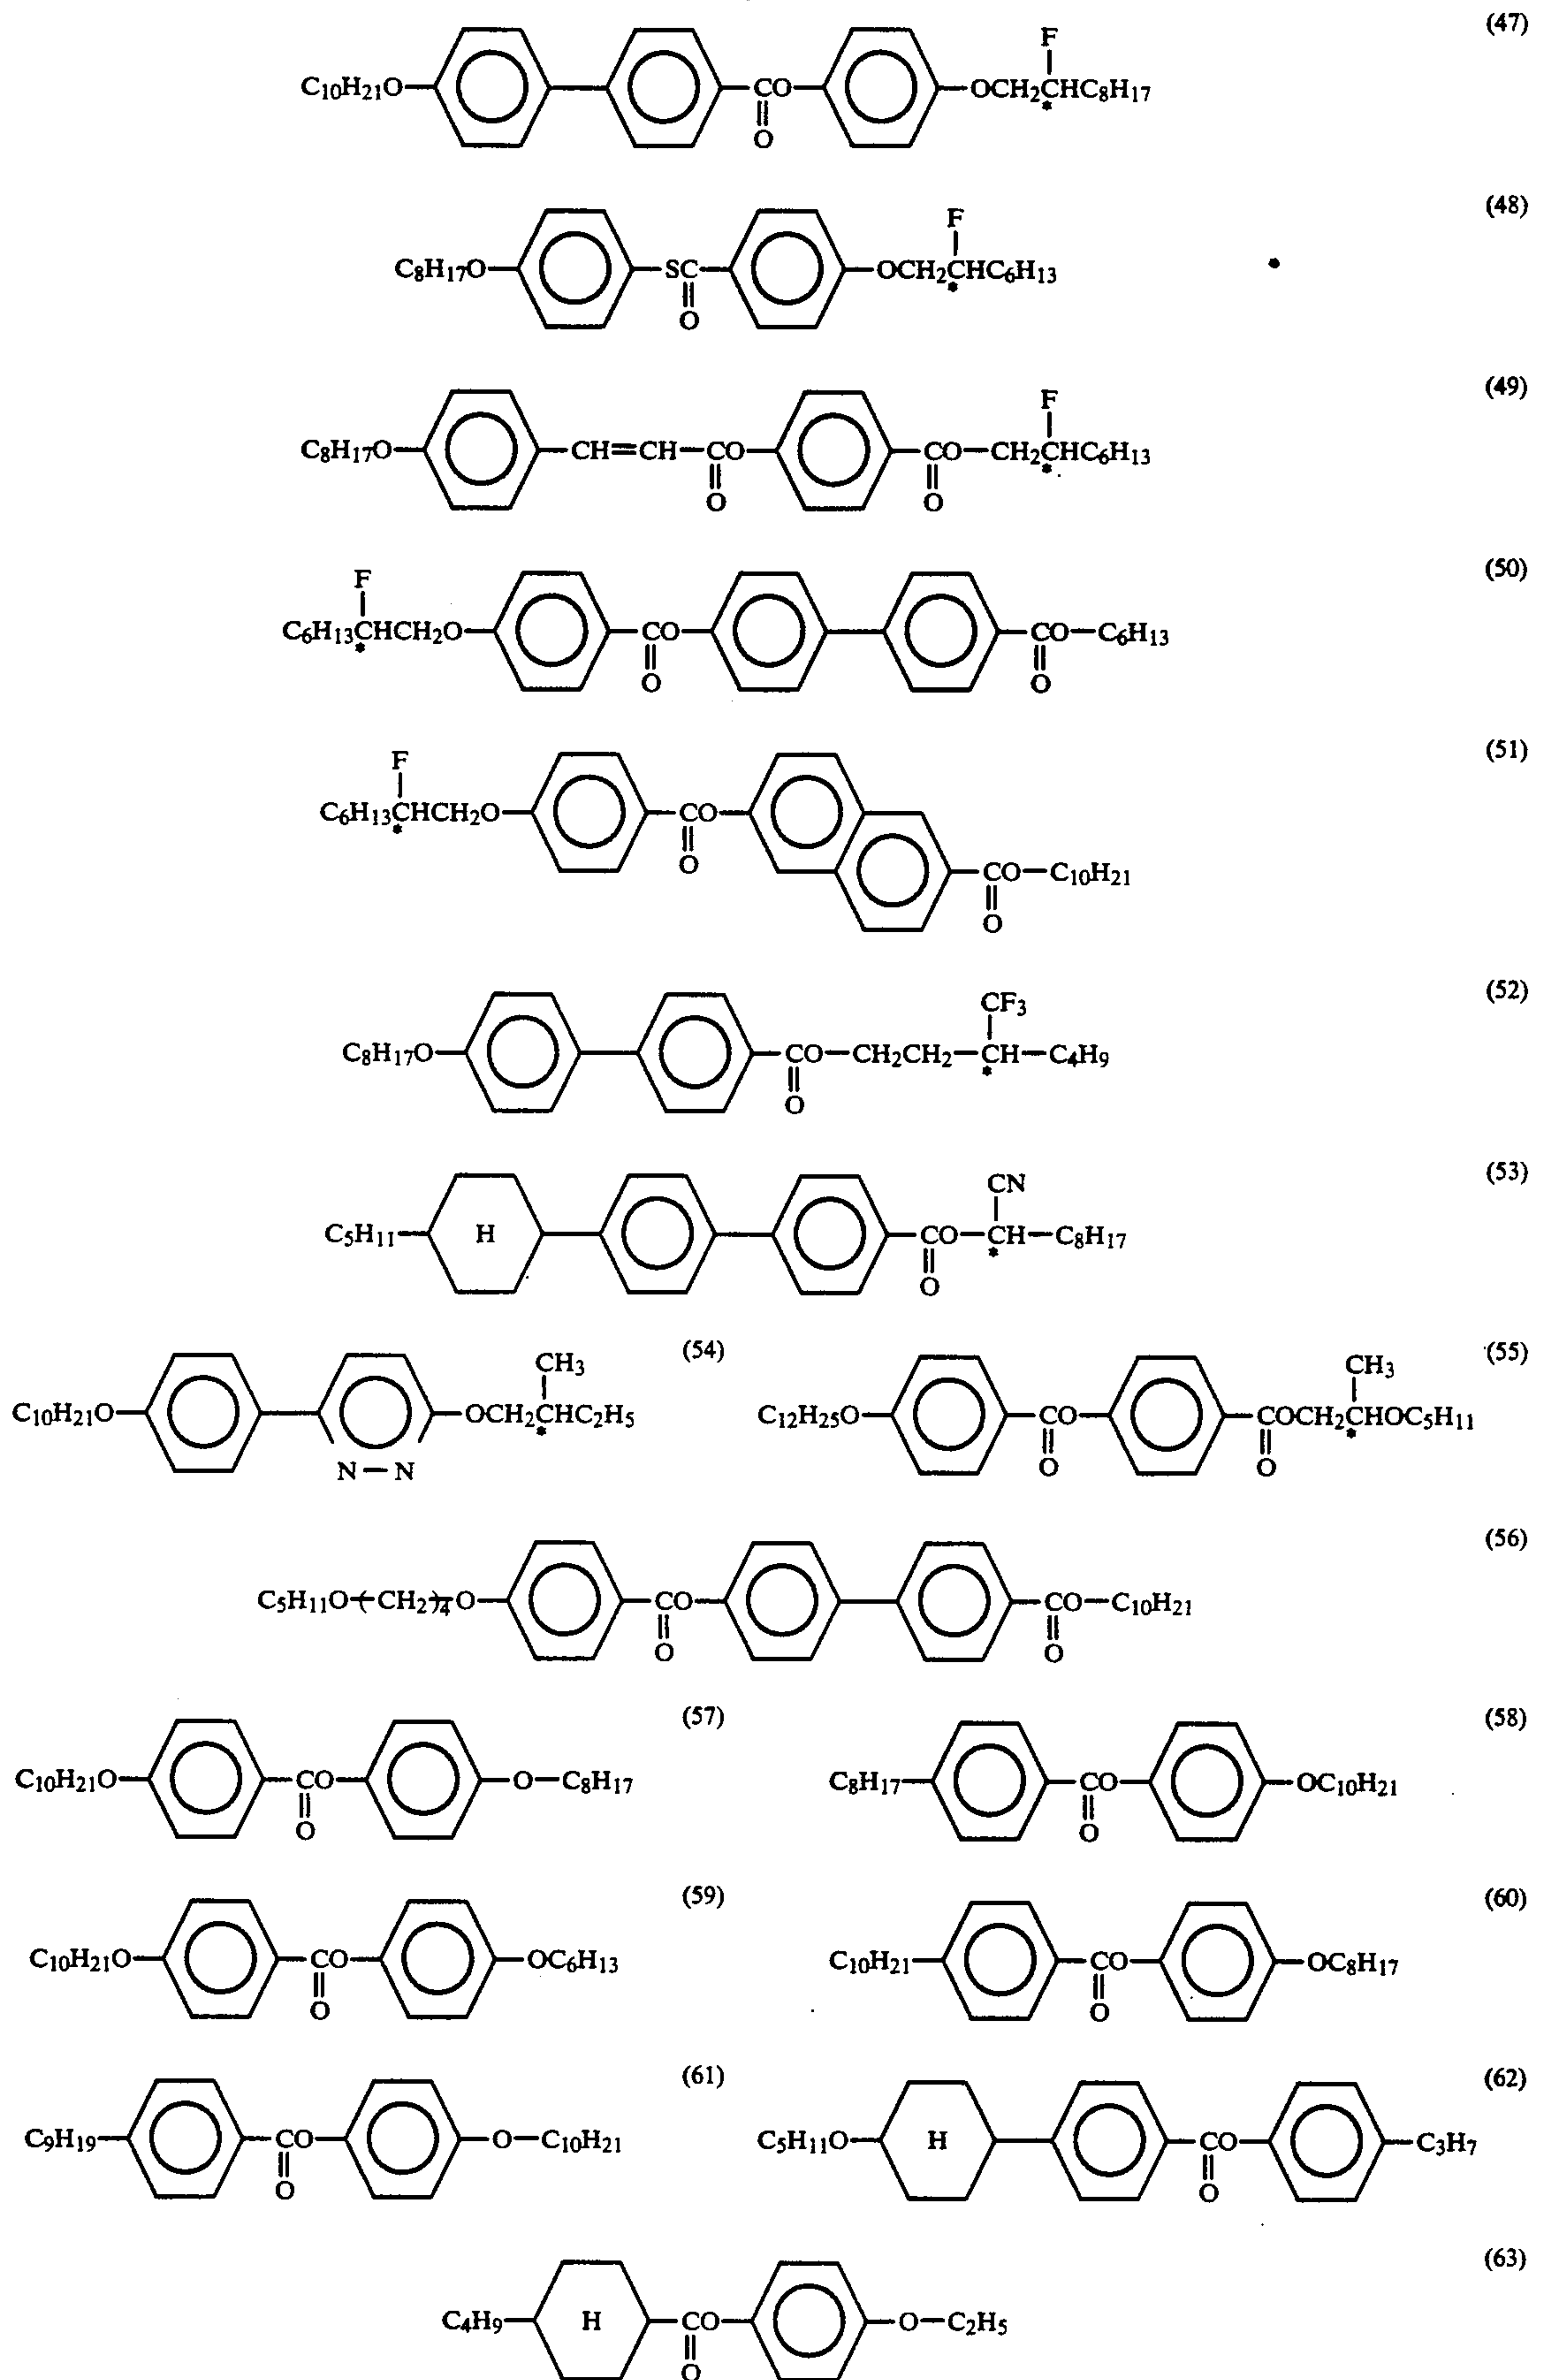 (47)
F
C10H21O CO OCH2CHC8H17
*
O
(48)
F
C8H17O SC OCH2CHC6H13
*
O
(49)
F
C8H17O CH=CH CO CO CH2CHC6H13
*
O O
(50)
F
C6H13CHCH2O CO CO C6H13
*
O O
(51)
F
C6H13CHCH2O CO
*
O
CO C10H21
O
(52)
CF3
C8H17O CO CH2CH2 CH C4H9
*
O
(53)
CN
C5H11 H CO CH C8H17
*
O
(54)
CH3
C10H21O OCH2CHC2H5
*
N N
(55)
CH3
C12H25O CO COCH2CHOC5H11
*
O O
(56)
C5H11O(CH2)4O CO CO C10H21
O O
(57)
C10H21O CO O C8H17
O
(58)
C8H17 CO OC10H21
O
(59)
C10H21O CO OC6H13
O
(60)
C10H21 CO OC8H17
O
(61)
C9H19 CO O C10H21
O
(62)
C5H11O H CO C3H7
O
(63)
C4H9 H CO O C2H5
O